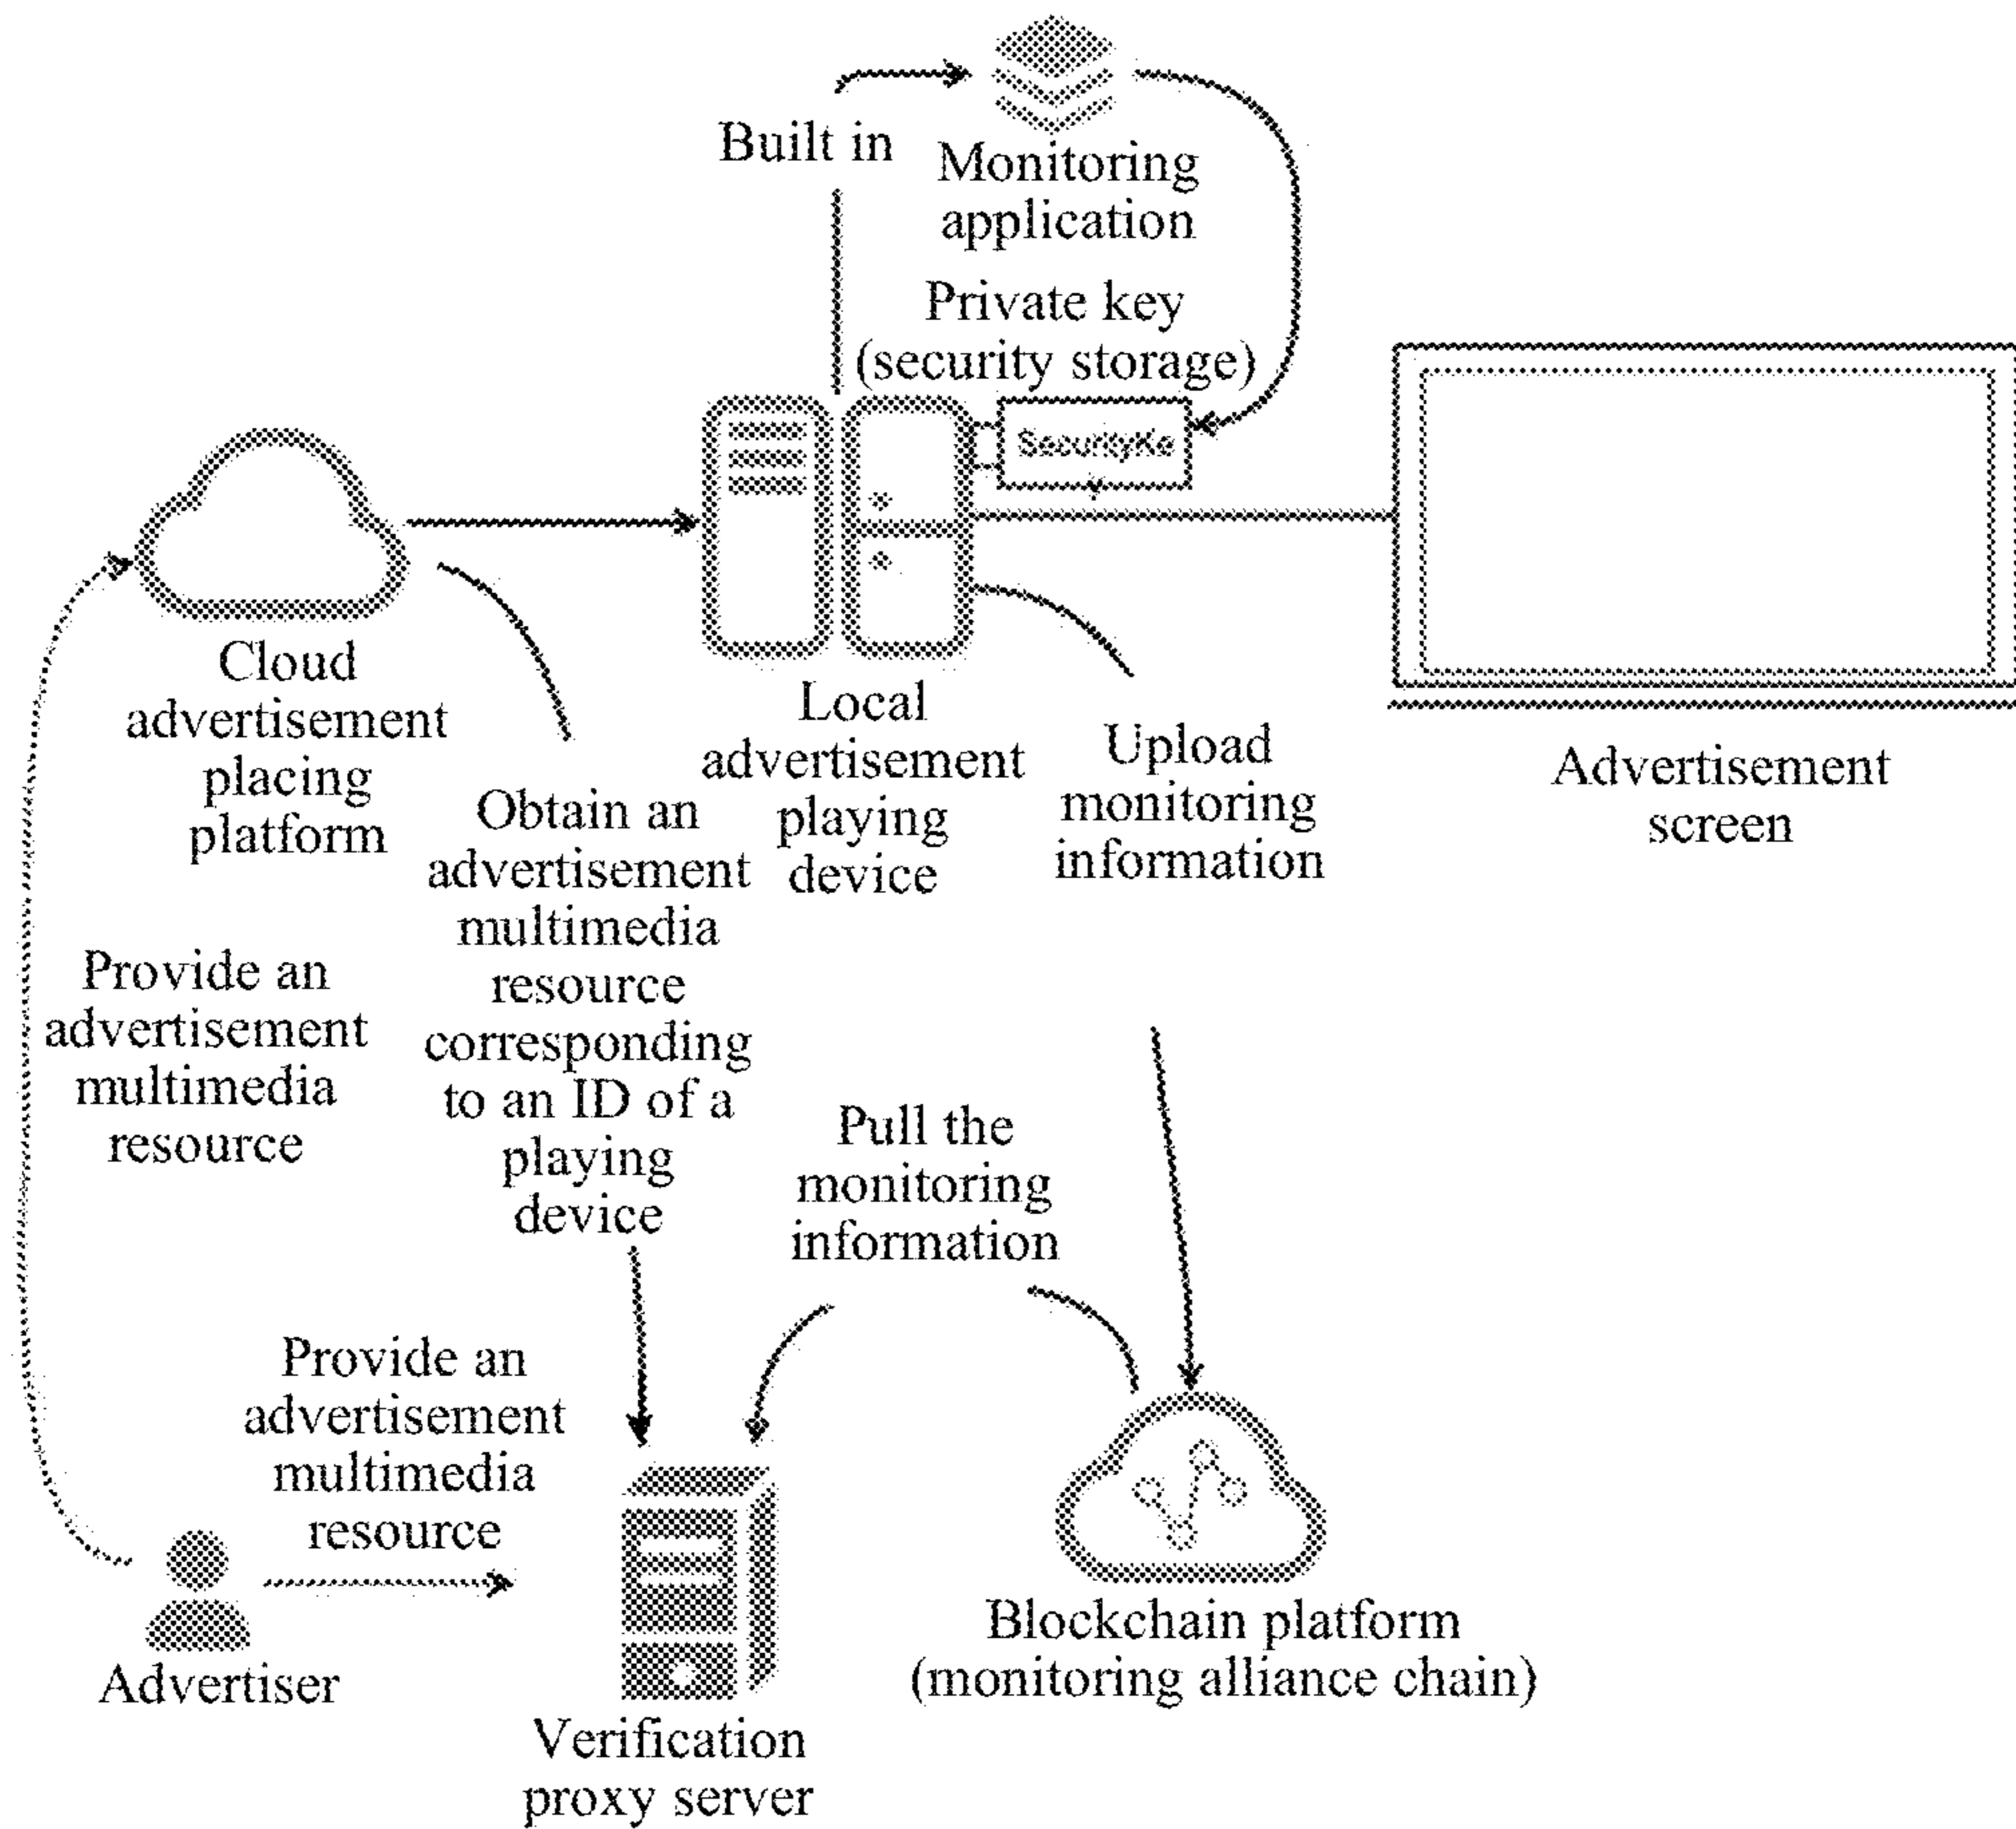 Built in
Monitoring
application
Private key
(security storage)
SecurityKe
y
Cloud
advertisement
placing
platform
Local
advertisement
playing
device
Upload
monitoring
information
Advertisement
screen
Obtain an
advertisement
multimedia
resource
corresponding
to an ID of a
playing
device
Provide an
advertisement
multimedia
resource
Pull the
monitoring
information
Provide an
advertisement
multimedia
resource
Advertiser
Verification
proxy server
Blockchain platform
(monitoring alliance chain)